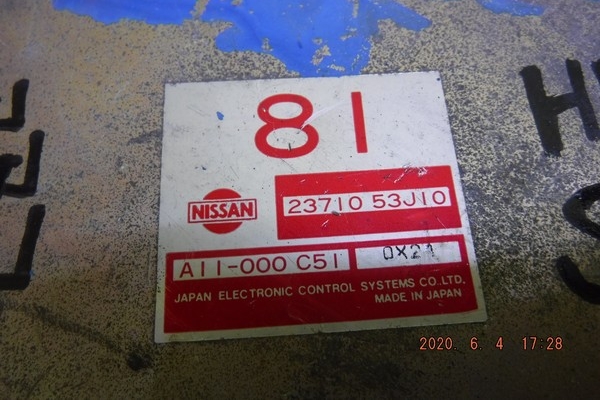 81
NISSAN
23710 53J10
A11-000 C51
0X21
JAPAN ELECTRONIC CONTROL SYSTEMS CO.LTD.
MADE IN JAPAN
2020. 6. 4 17:28